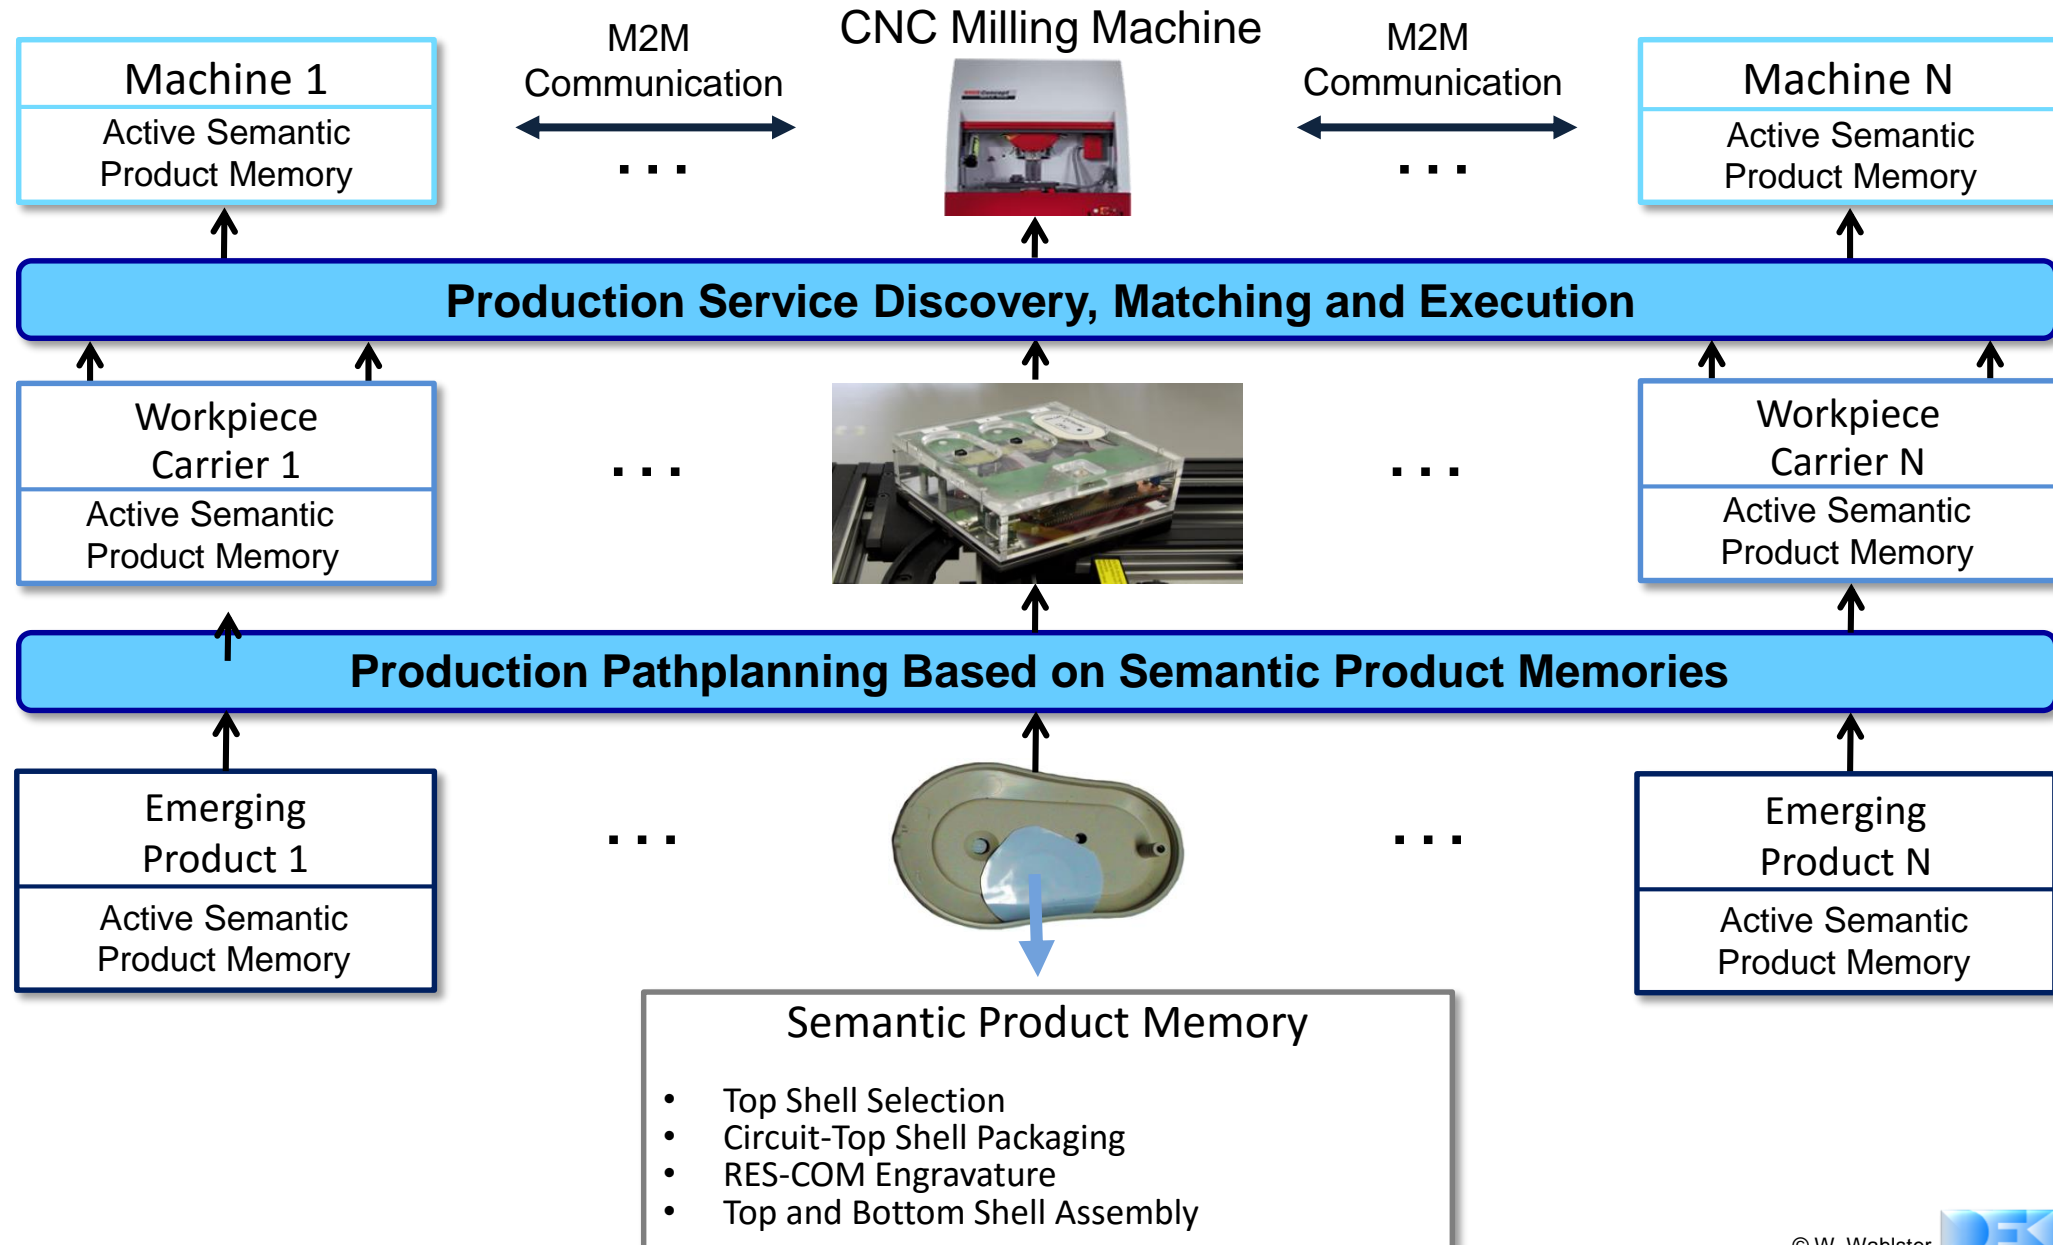 CNC Milling Machine
M2M
Communication
M2M
Communication
Machine 1
Active Semantic
Product Memory
. . .
. . .
Machine N
Active Semantic
Product Memory
Production Service Discovery, Matching and Execution
Workpiece
Carrier 1
Active Semantic
Product Memory
. . .
. . .
Workpiece
Carrier N
Active Semantic
Product Memory
Production Pathplanning Based on Semantic Product Memories
Emerging
Product 1
Active Semantic
Product Memory
. . .
. . .
Emerging
Product N
Active Semantic
Product Memory
Semantic Product Memory
• Top Shell Selection
• Circuit-Top Shell Packaging
• RES-COM Engravature
• Top and Bottom Shell Assembly
© W. Wahlster